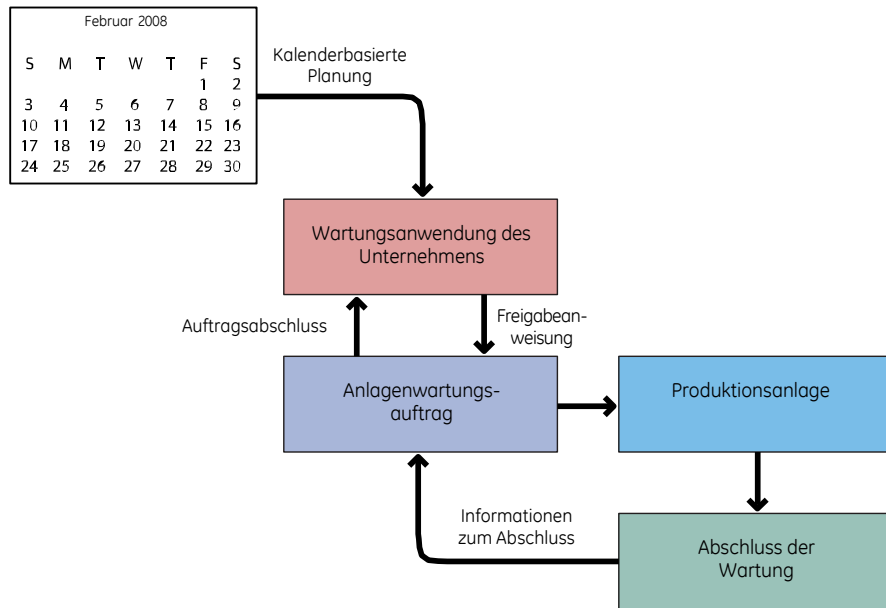 Februar 2008
S M T W T F S
1 2
3 4 5 6 7 8 9
10 11 12 13 14 15 16
17 18 19 20 21 22 23
24 25 26 27 28 29 30
Kalenderbasierte
Planung
Wartungsanwendung des
Unternehmens
Auftragsabschluss
Freigabean-
weisung
Anlagenwartungs-
auftrag
Produktionsanlage
Informationen
zum Abschluss
Abschluss der
Wartung